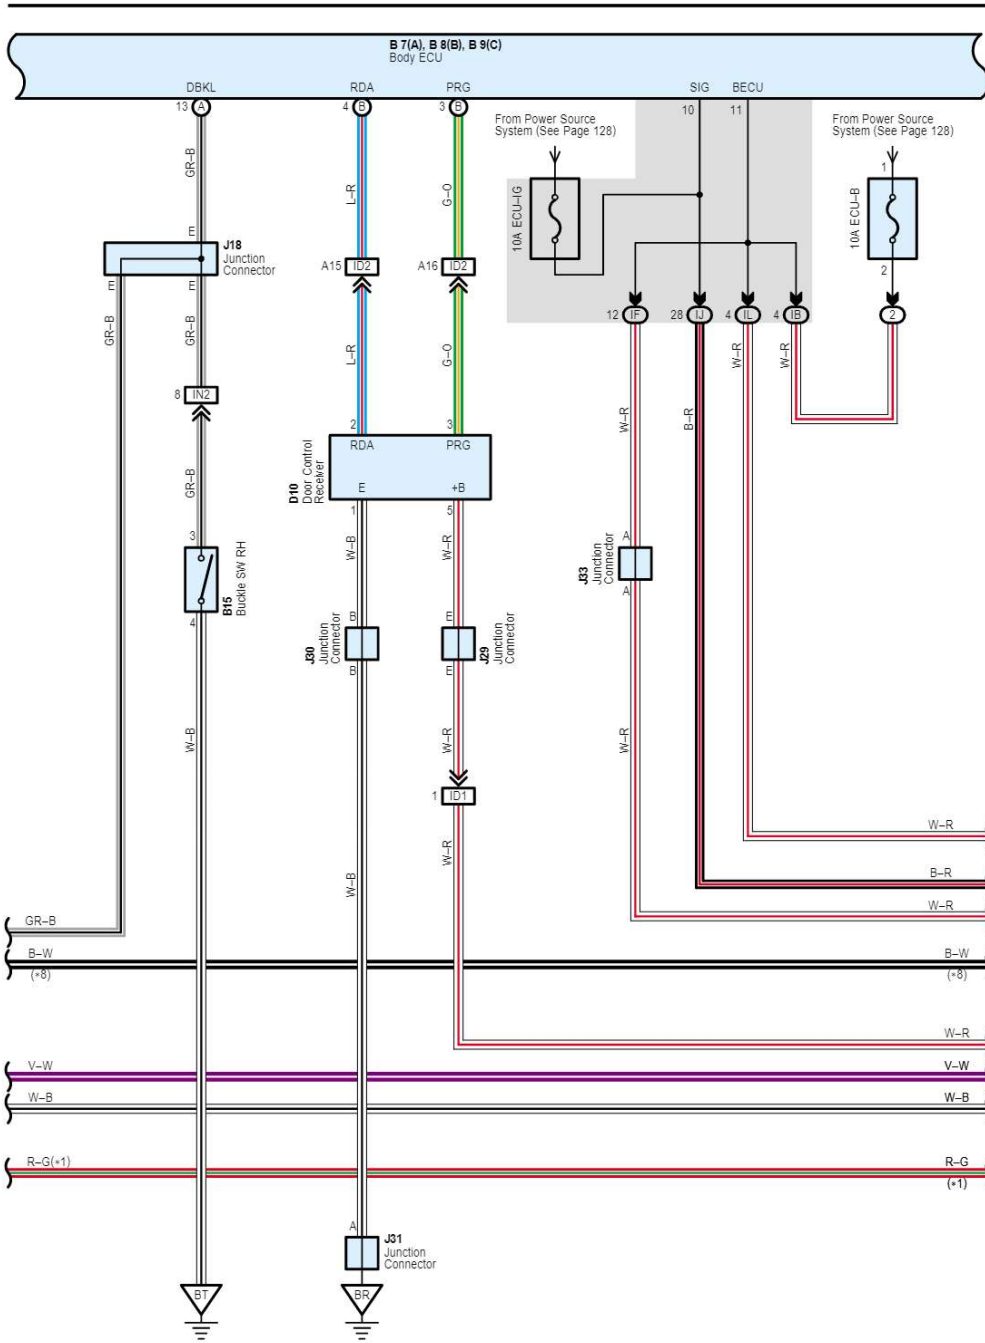 B 7(A), B 8(B), B 9(C)
Body ECU
DBKL
RDA
PRG
SIG
BECU
13 A
4 B
3 B
10
11
From Power Source
System (See Page 128)
From Power Source
System (See Page 128)
GR–B
L–R
G–O
10A ECU–IG
1
10A ECU–B
2
E
J18
Junction
Connector
E
E
A15 ID2
A16 ID2
12 IF
28 IJ
4 IL
4 IB
2
GR–B
GR–B
L–R
G–O
W–R
W–R
W–R
B–R
8 IN2
2
3
RDA
PRG
E
+B
D10
Door Control
Receiver
1
5
GR–B
W–B
W–R
3
B15
Buckle SW RH
4
A
J33
Junction
Connector
A
B
J30
Junction
Connector
B
E
J29
Junction
Connector
E
W–B
W–R
W–R
1 ID1
W–R
W–B
W–R
B–R
W–R
GR–B
B–W
(*8)
B–W
(*8)
W–R
V–W
V–W
W–B
W–B
R–G(*1)
R–G
(*1)
A
J31
Junction
Connector
BT
BR